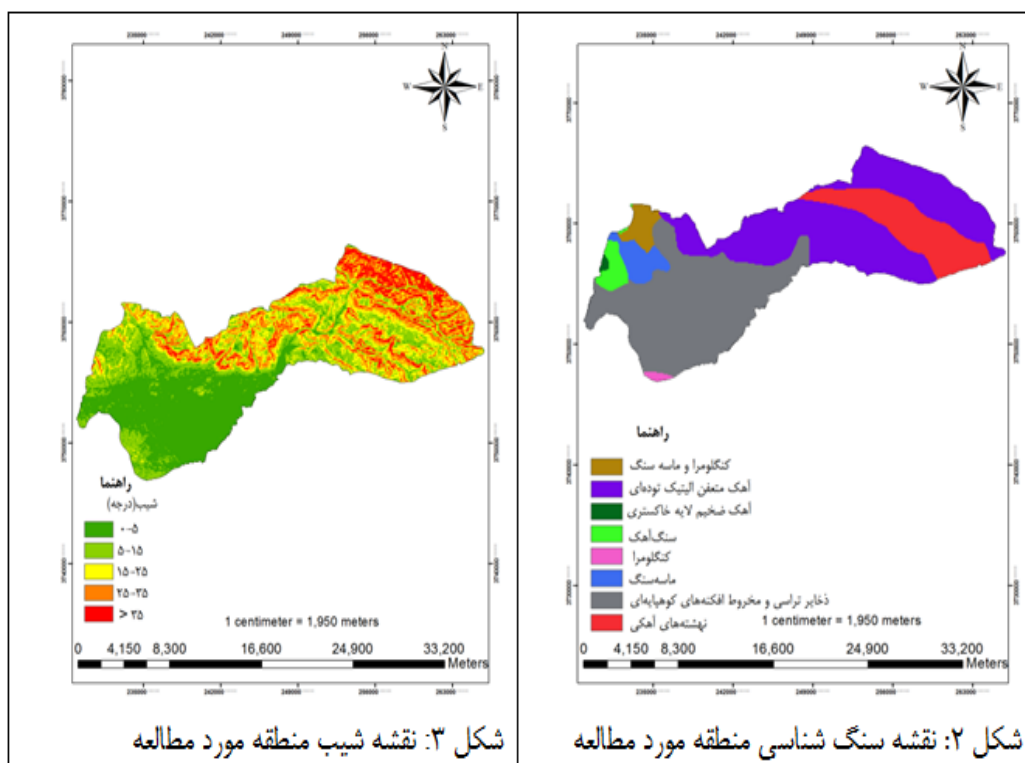 N
W E
S
راهنما
کنگلومرا و ماسه سنگ
آهک متعفن االیتیک توده‌ای
آهک ضخیم لایه خاکستری
سنگ‌آهک
کنگلومرا
ماسه‌سنگ
ذخایر تراسی و مخروط افکنه‌های کوهپایه‌ای
نهشته‌های آهکی
1 centimeter = 1,950 meters
0 4,150 8,300 16,600 24,900 33,200
Meters
شکل ۲: نقشه سنگ شناسی منطقه مورد مطالعه
N
W E
S
242000 249000 263000
راهنما
شیب(درجه)
۰-۵
۵-۱۵
۱۵-۲۵
۲۵-۳۵
> ۳۵
1 centimeter = 1,950 meters
0 4,150 8,300 16,600 24,900 33,200
Meters
شکل ۳: نقشه شیب منطقه مورد مطالعه